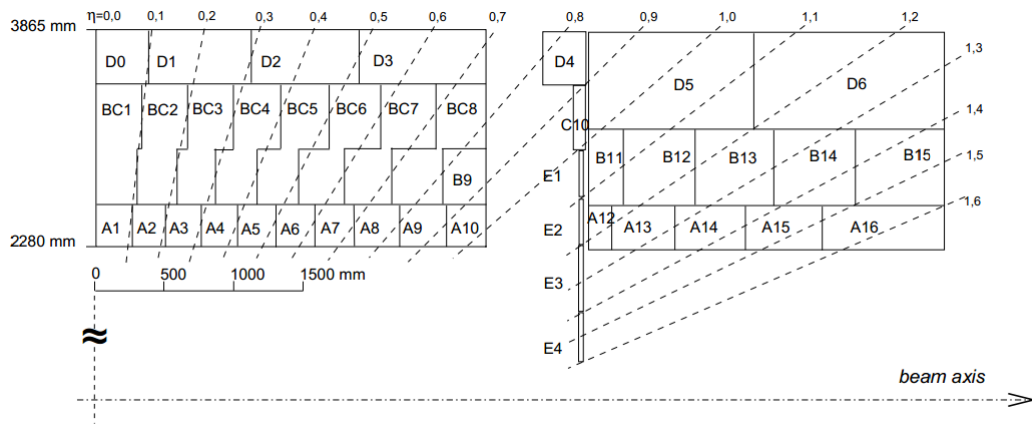 3865 mm η=0,0 0,1 0,2 0,3 0,4 0,5 0,6 0,7 0,8 0,9 1,0 1,1 1,2
1,3
D0 D1 D2 D3 D4 D5 D6
BC1 BC2 BC3 BC4 BC5 BC6 BC7 BC8 C10
1,4
B11 B12 B13 B14 B15 1,5
B9 E1
1,6
A1 A2 A3 A4 A5 A6 A7 A8 A9 A10 E2 A12 A13 A14 A15 A16
2280 mm
0 500 1000 1500 mm E3
E4
beam axis